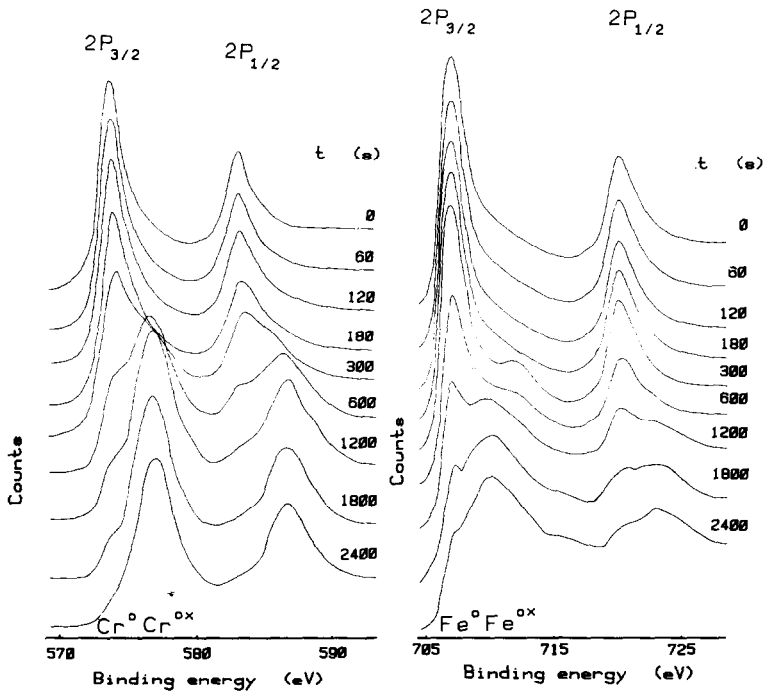 2P3/2
2P1/2
t (s)
0
60
120
180
300
600
1200
1800
2400
Counts
Cr° Cr°x
570 580 590
Binding energy (eV)
2P3/2
2P1/2
t (s)
0
60
120
180
300
600
1200
1800
2400
Counts
Fe° Fe°x
705 715 725
Binding energy (eV)